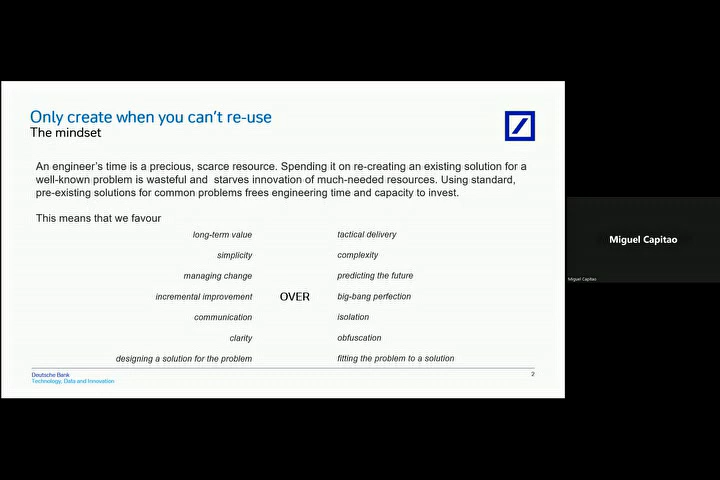 Only create when you can't re-use
The mindset
An engineer's time is a precious, scarce resource. Spending it on re-creating an existing solution for a
well-known problem is wasteful and starves innovation of much-needed resources. Using standard,
pre-existing solutions for common problems frees engineering time and capacity to invest.
This means that we favour
long-term value tactical delivery
simplicity complexity
managing change predicting the future
incremental improvement OVER big-bang perfection
communication isolation
clarity obfuscation
designing a solution for the problem fitting the problem to a solution
Deutsche Bank
Technology, Data and Innovation
2
Miguel Capitao
Miguel Capitao